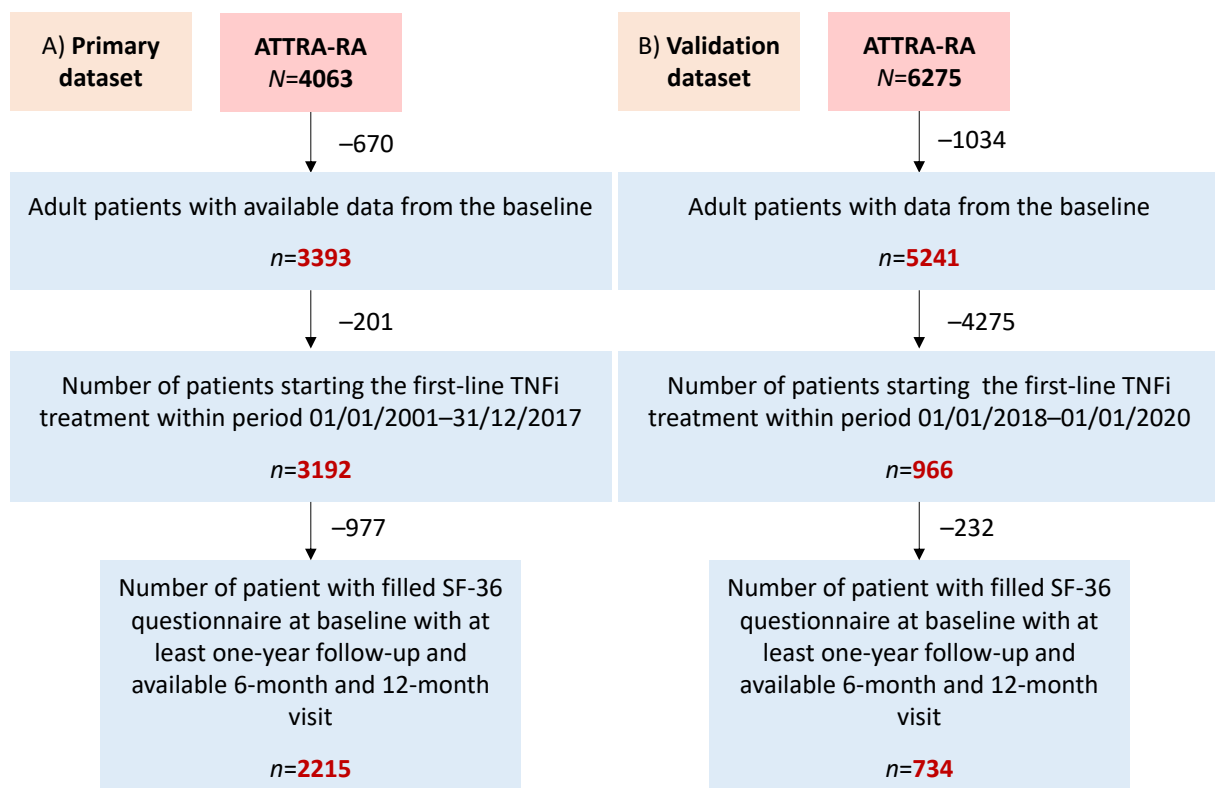 A) Primary
dataset
ATTRA-RA
N=4063
–670
Adult patients with available data from the baseline
n=3393
–201
Number of patients starting the first-line TNFi
treatment within period 01/01/2001–31/12/2017
n=3192
–977
Number of patient with filled SF-36
questionnaire at baseline with at
least one-year follow-up and
available 6-month and 12-month
visit
n=2215
B) Validation
dataset
ATTRA-RA
N=6275
–1034
Adult patients with data from the baseline
n=5241
–4275
Number of patients starting  the first-line TNFi
treatment within period 01/01/2018–01/01/2020
n=966
–232
Number of patient with filled SF-36
questionnaire at baseline with at
least one-year follow-up and
available 6-month and 12-month
visit
n=734